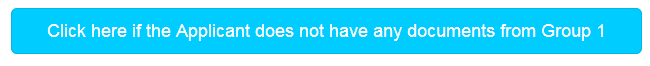 Click here if the Applicant does not have any documents from Group 1